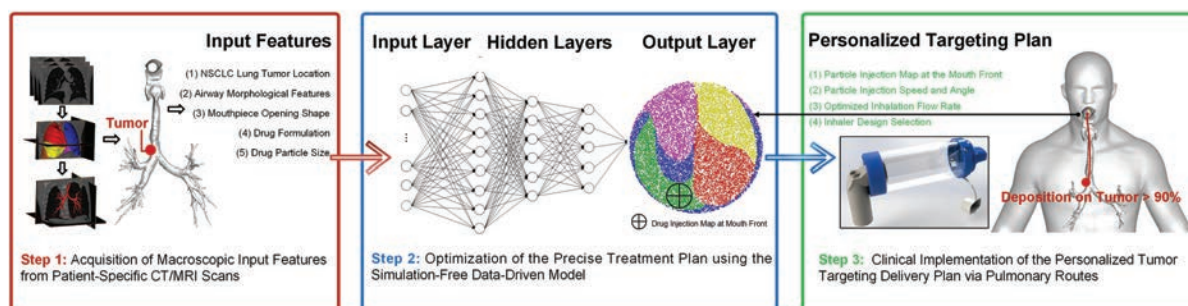 Input Features
(1) NSCLC Lung Tumor Location
(2) Airway Morphological Features
(3) Mouthpiece Opening Shape
(4) Drug Formulation
(5) Drug Particle Size
Tumor
Step 1: Acquisition of Macroscopic Input Features
from Patient-Specific CT/MRI Scans
Input Layer Hidden Layers Output Layer
Drug Injection Map at Mouth Front
Step 2: Optimization of the Precise Treatment Plan using the
Simulation-Free Data-Driven Model
Personalized Targeting Plan
(1) Particle Injection Map at the Mouth Front
(2) Particle Injection Speed and Angle
(3) Optimized Inhalation Flow Rate
(4) Inhaler Design Selection
Deposition on Tumor > 90%
Step 3: Clinical Implementation of the Personalized Tumor
Targeting Delivery Plan via Pulmonary Routes